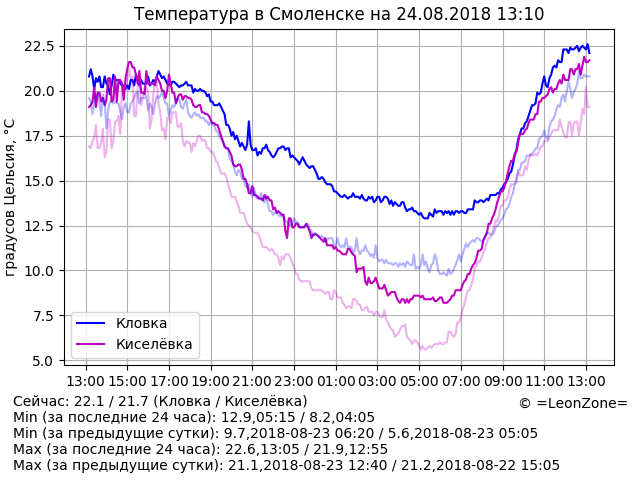 Температура в Смоленске на 24.08.2018 13:10
градусов Цельсия, °C
22.5
20.0
17.5
15.0
12.5
10.0
7.5
5.0
Кловка
Киселёвка
13:00 15:00 17:00 19:00 21:00 23:00 01:00 03:00 05:00 07:00 09:00 11:00 13:00
Сейчас: 22.1 / 21.7 (Кловка / Киселёвка)
© =LeonZone=
Min (за последние 24 часа): 12.9,05:15 / 8.2,04:05
Min (за предыдущие сутки): 9.7,2018-08-23 06:20 / 5.6,2018-08-23 05:05
Max (за последние 24 часа): 22.6,13:05 / 21.9,12:55
Max (за предыдущие сутки): 21.1,2018-08-23 12:40 / 21.2,2018-08-22 15:05